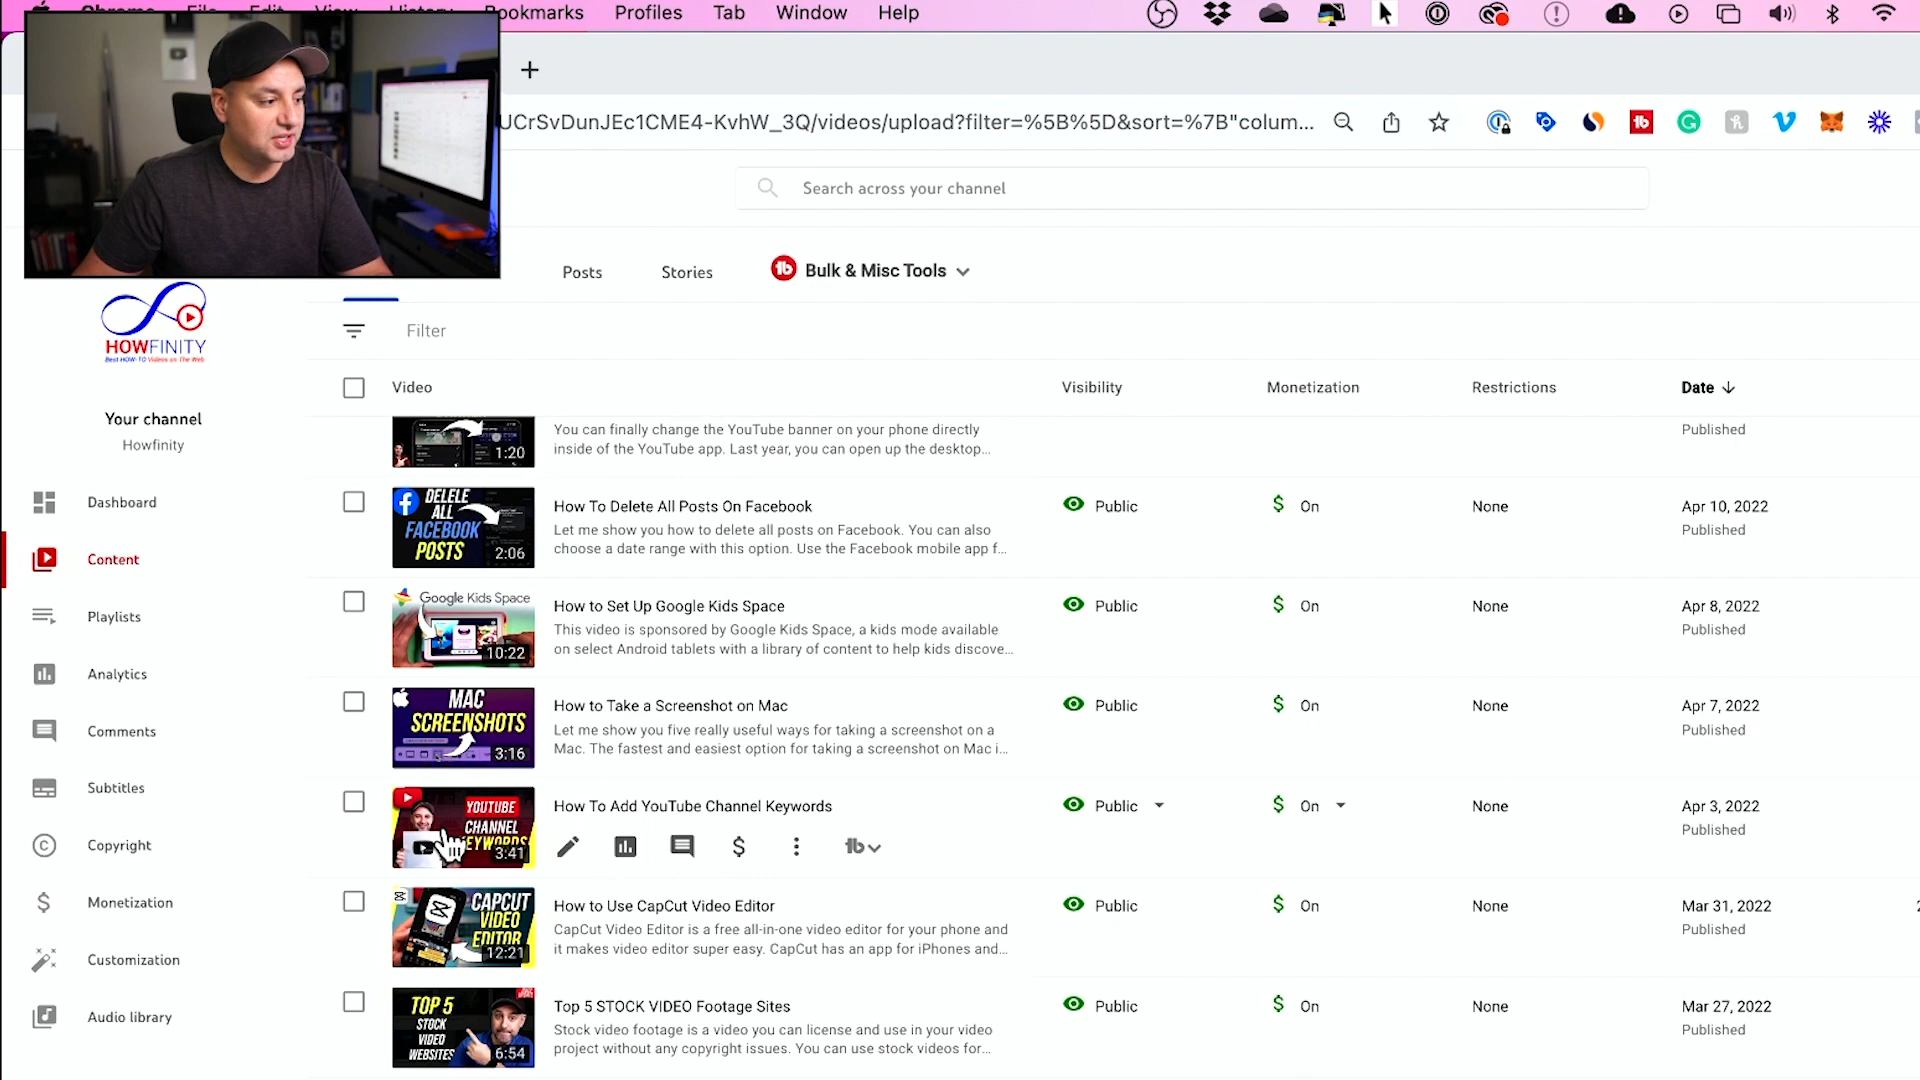 Bookmarks Profiles Tab Window Help
UCrSvDunJEc1CME4-KvhW_3Q/videos/upload?filter=%5B%5D&sort=%7B"colum...
Search across your channel
Posts Stories Bulk & Misc Tools
HOWFINITY
Best HOW-TO Videos on The Web
Your channel
Howfinity
Dashboard
Content
Playlists
Analytics
Comments
Subtitles
Copyright
Monetization
Customization
Audio library
Filter
Video Visibility Monetization Restrictions Date
1:20
You can finally change the YouTube banner on your phone directly
inside of the YouTube app. Last year, you can open up the desktop...
Published
DELELE
ALL
FACEBOOK
POSTS
2:06
How To Delete All Posts On Facebook
Let me show you how to delete all posts on Facebook. You can also
choose a date range with this option. Use the Facebook mobile app f...
Public $ On None Apr 10, 2022
Published
Google Kids Space
10:22
How to Set Up Google Kids Space
This video is sponsored by Google Kids Space, a kids mode available
on select Android tablets with a library of content to help kids discove...
Public $ On None Apr 8, 2022
Published
MAC
SCREENSHOTS
3:16
How to Take a Screenshot on Mac
Let me show you five really useful ways for taking a screenshot on a
Mac. The fastest and easiest option for taking a screenshot on Mac i...
Public $ On None Apr 7, 2022
Published
YOUTUBE
CHANNEL
KEYWORDS
3:41
How To Add YouTube Channel Keywords
Public $ On None Apr 3, 2022
Published
CAPCUT
VIDEO
EDITOR
12:21
How to Use CapCut Video Editor
CapCut Video Editor is a free all-in-one video editor for your phone and
it makes video editor super easy. CapCut has an app for iPhones and...
Public $ On None Mar 31, 2022
Published
TOP 5
STOCK
VIDEO
WEBSITES
6:54
Top 5 STOCK VIDEO Footage Sites
Stock video footage is a video you can license and use in your video
project without any copyright issues. You can use stock videos for...
Public $ On None Mar 27, 2022
Published